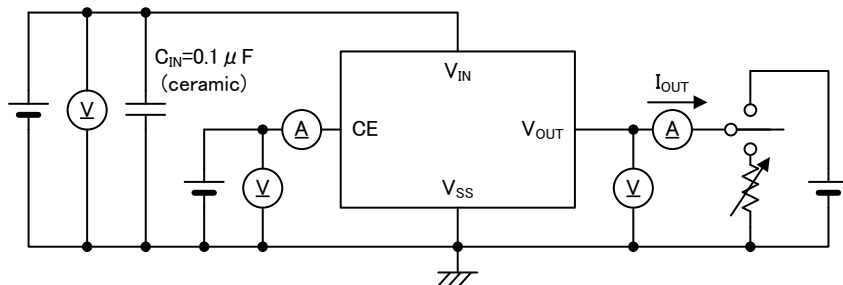 C_IN=0.1 μF
(ceramic)
V
A
V
V_IN
CE
V_OUT
V_SS
I_OUT
A
V